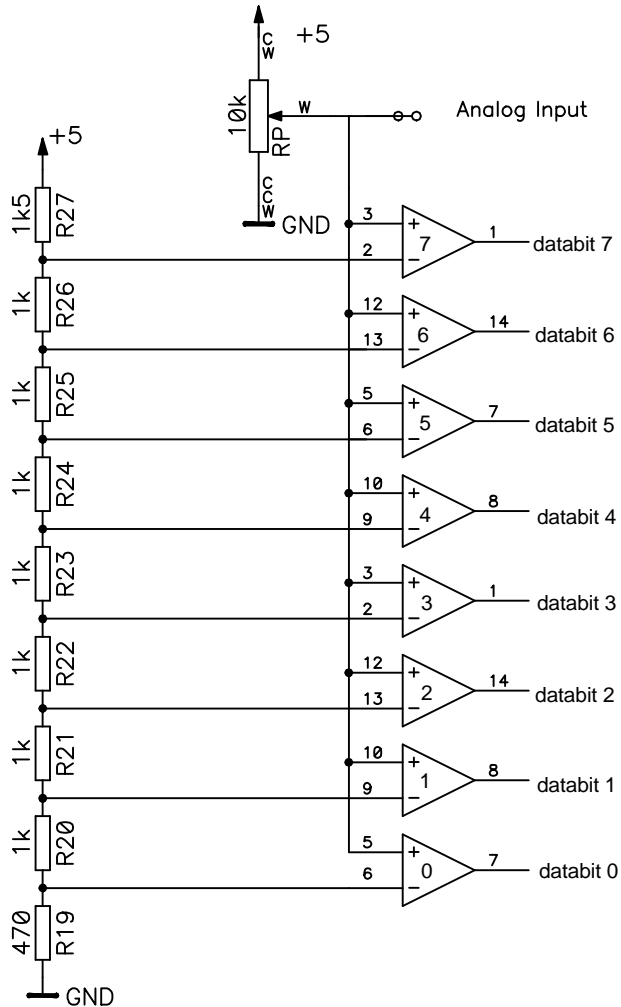 +5
C
W
10k
RP
W
Analog Input
C
C
W
GND
+5
1k5
R27
3
+
7
1
databit 7
2
−
1k
R26
12
+
6
14
databit 6
13
−
1k
R25
5
+
5
7
databit 5
6
−
1k
R24
10
+
4
8
databit 4
9
−
1k
R23
3
+
3
1
databit 3
2
−
1k
R22
12
+
2
14
databit 2
13
−
1k
R21
10
+
1
8
databit 1
9
−
1k
R20
5
+
0
7
databit 0
6
−
470
R19
GND